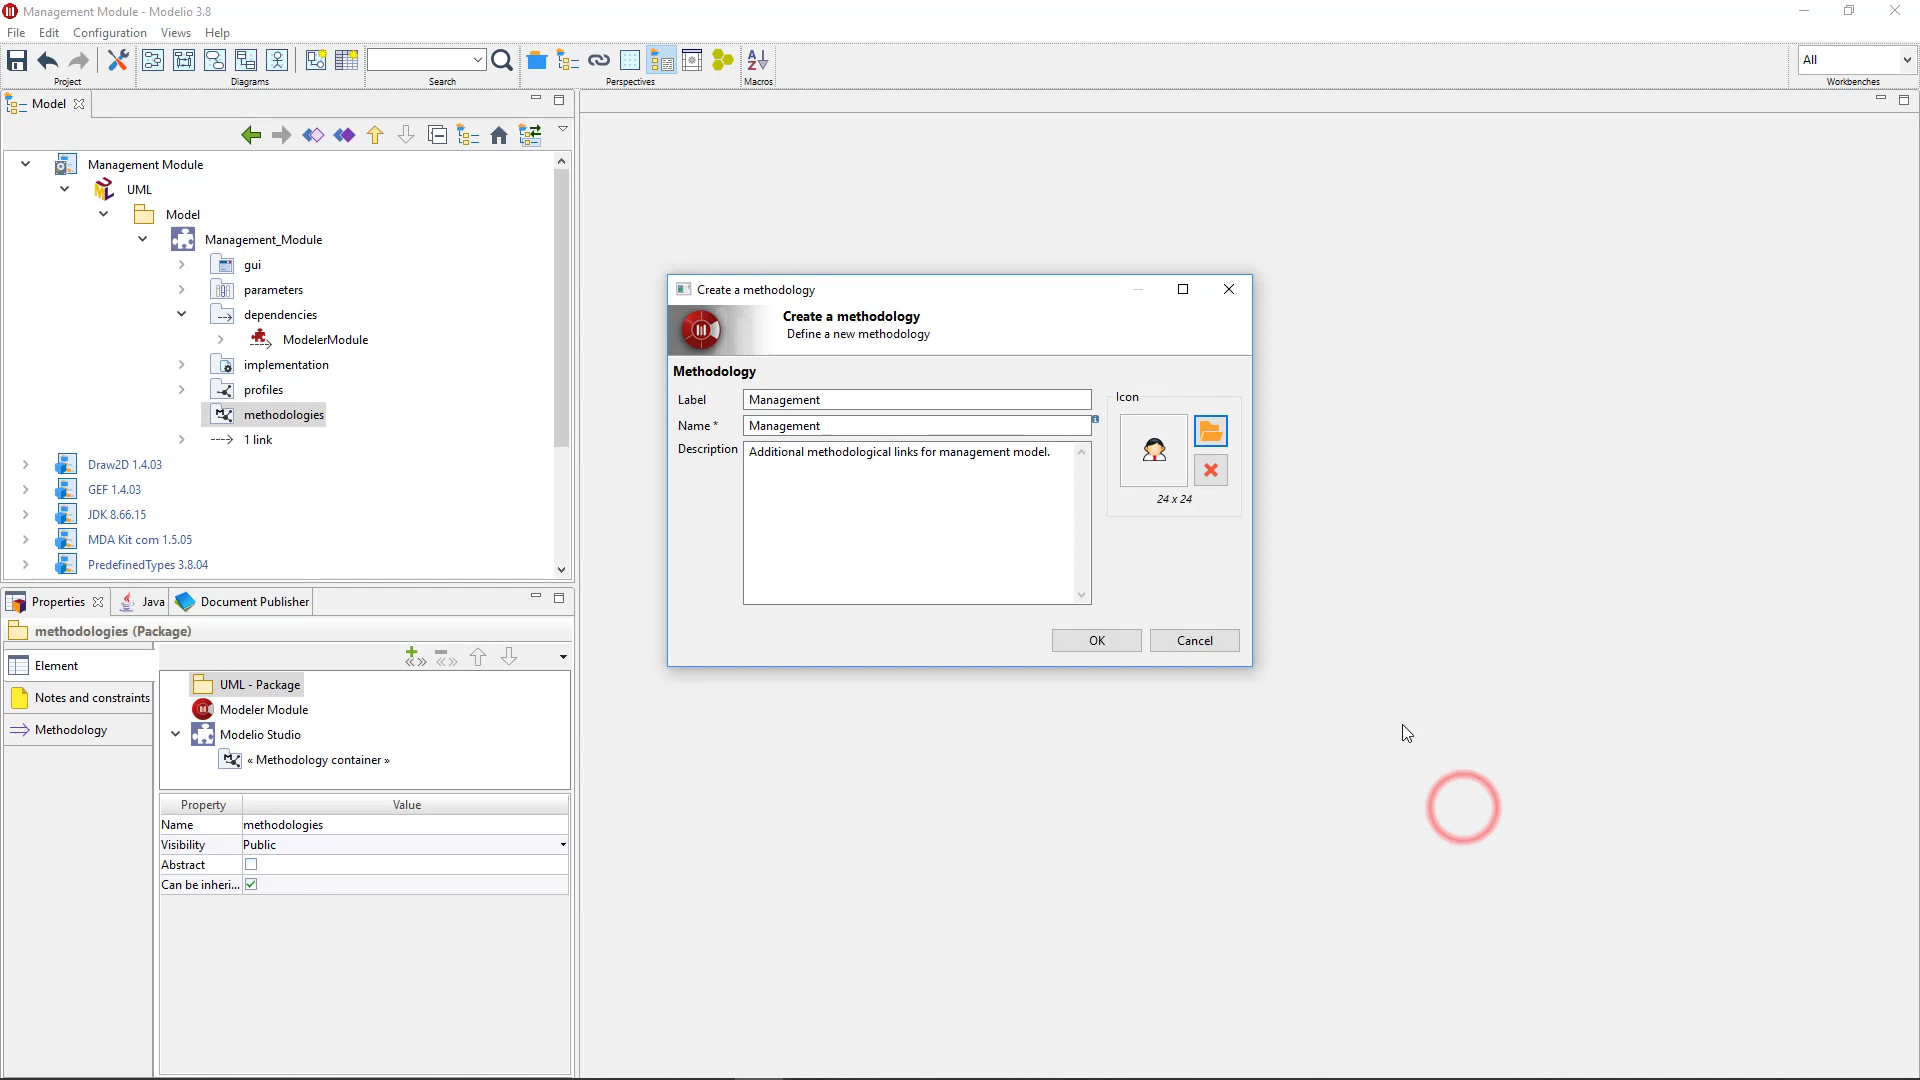 Management Module - Modelio 3.8
File Edit Configuration Views Help
All
Project Diagrams Search Perspectives Macros Workbenches
Model
Management Module
UML
Model
Management_Module
gui
parameters
dependencies
ModelerModule
implementation
profiles
methodologies
1 link
Draw2D 1.4.03
GEF 1.4.03
JDK 8.66.15
MDA Kit com 1.5.05
PredefinedTypes 3.8.04
Properties Java Document Publisher
methodologies (Package)
Element
Notes and constraints
Methodology
UML - Package
Modeler Module
Modelio Studio
« Methodology container »
Property Value
Name methodologies
Visibility Public
Abstract
Can be inheri...
Create a methodology
Create a methodology
Define a new methodology
Methodology
Label Management
Name * Management
Description Additional methodological links for management model.
Icon
24 x 24
OK Cancel